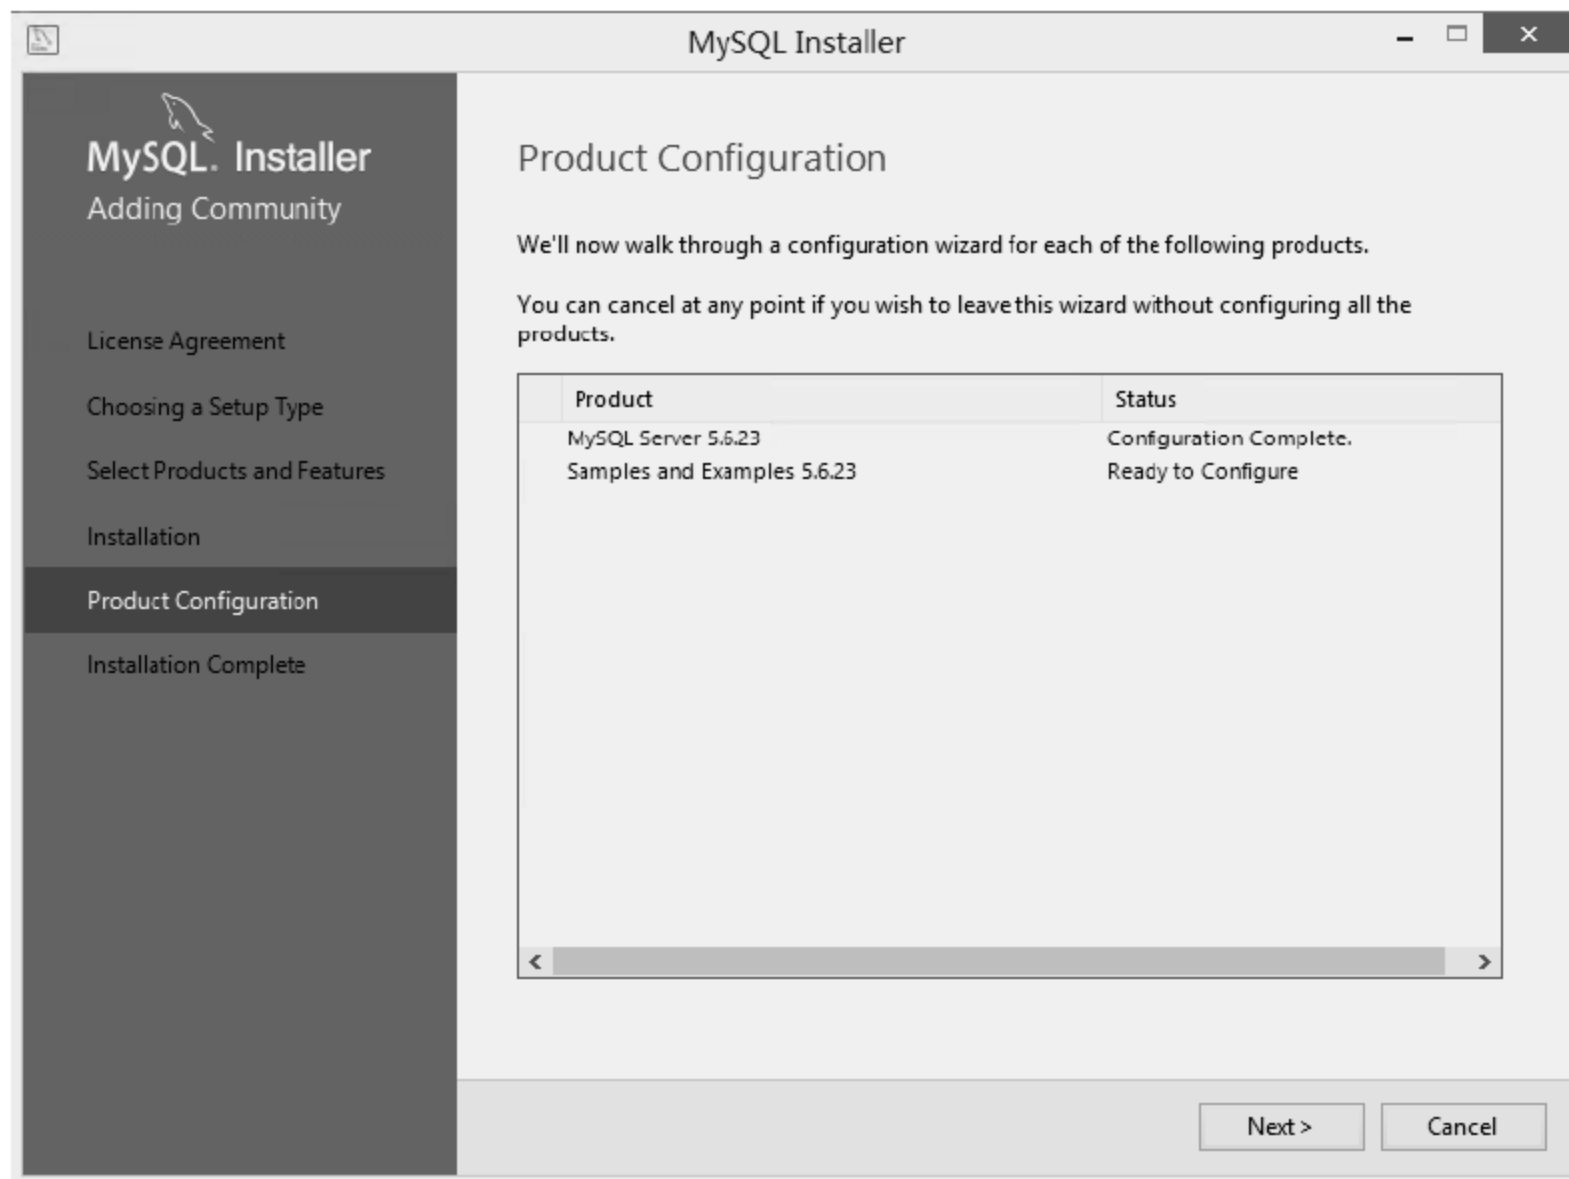 MySQL Installer
MySQL. Installer
Adding Community
License Agreement
Choosing a Setup Type
Select Products and Features
Installation
Product Configuration
Installation Complete
Product Configuration
We'll now walk through a configuration wizard for each of the following products.
You can cancel at any point if you wish to leave this wizard without configuring all the
products.
Product Status
MySQL Server 5.6.23 Configuration Complete.
Samples and Examples 5.6.23 Ready to Configure
Next > Cancel